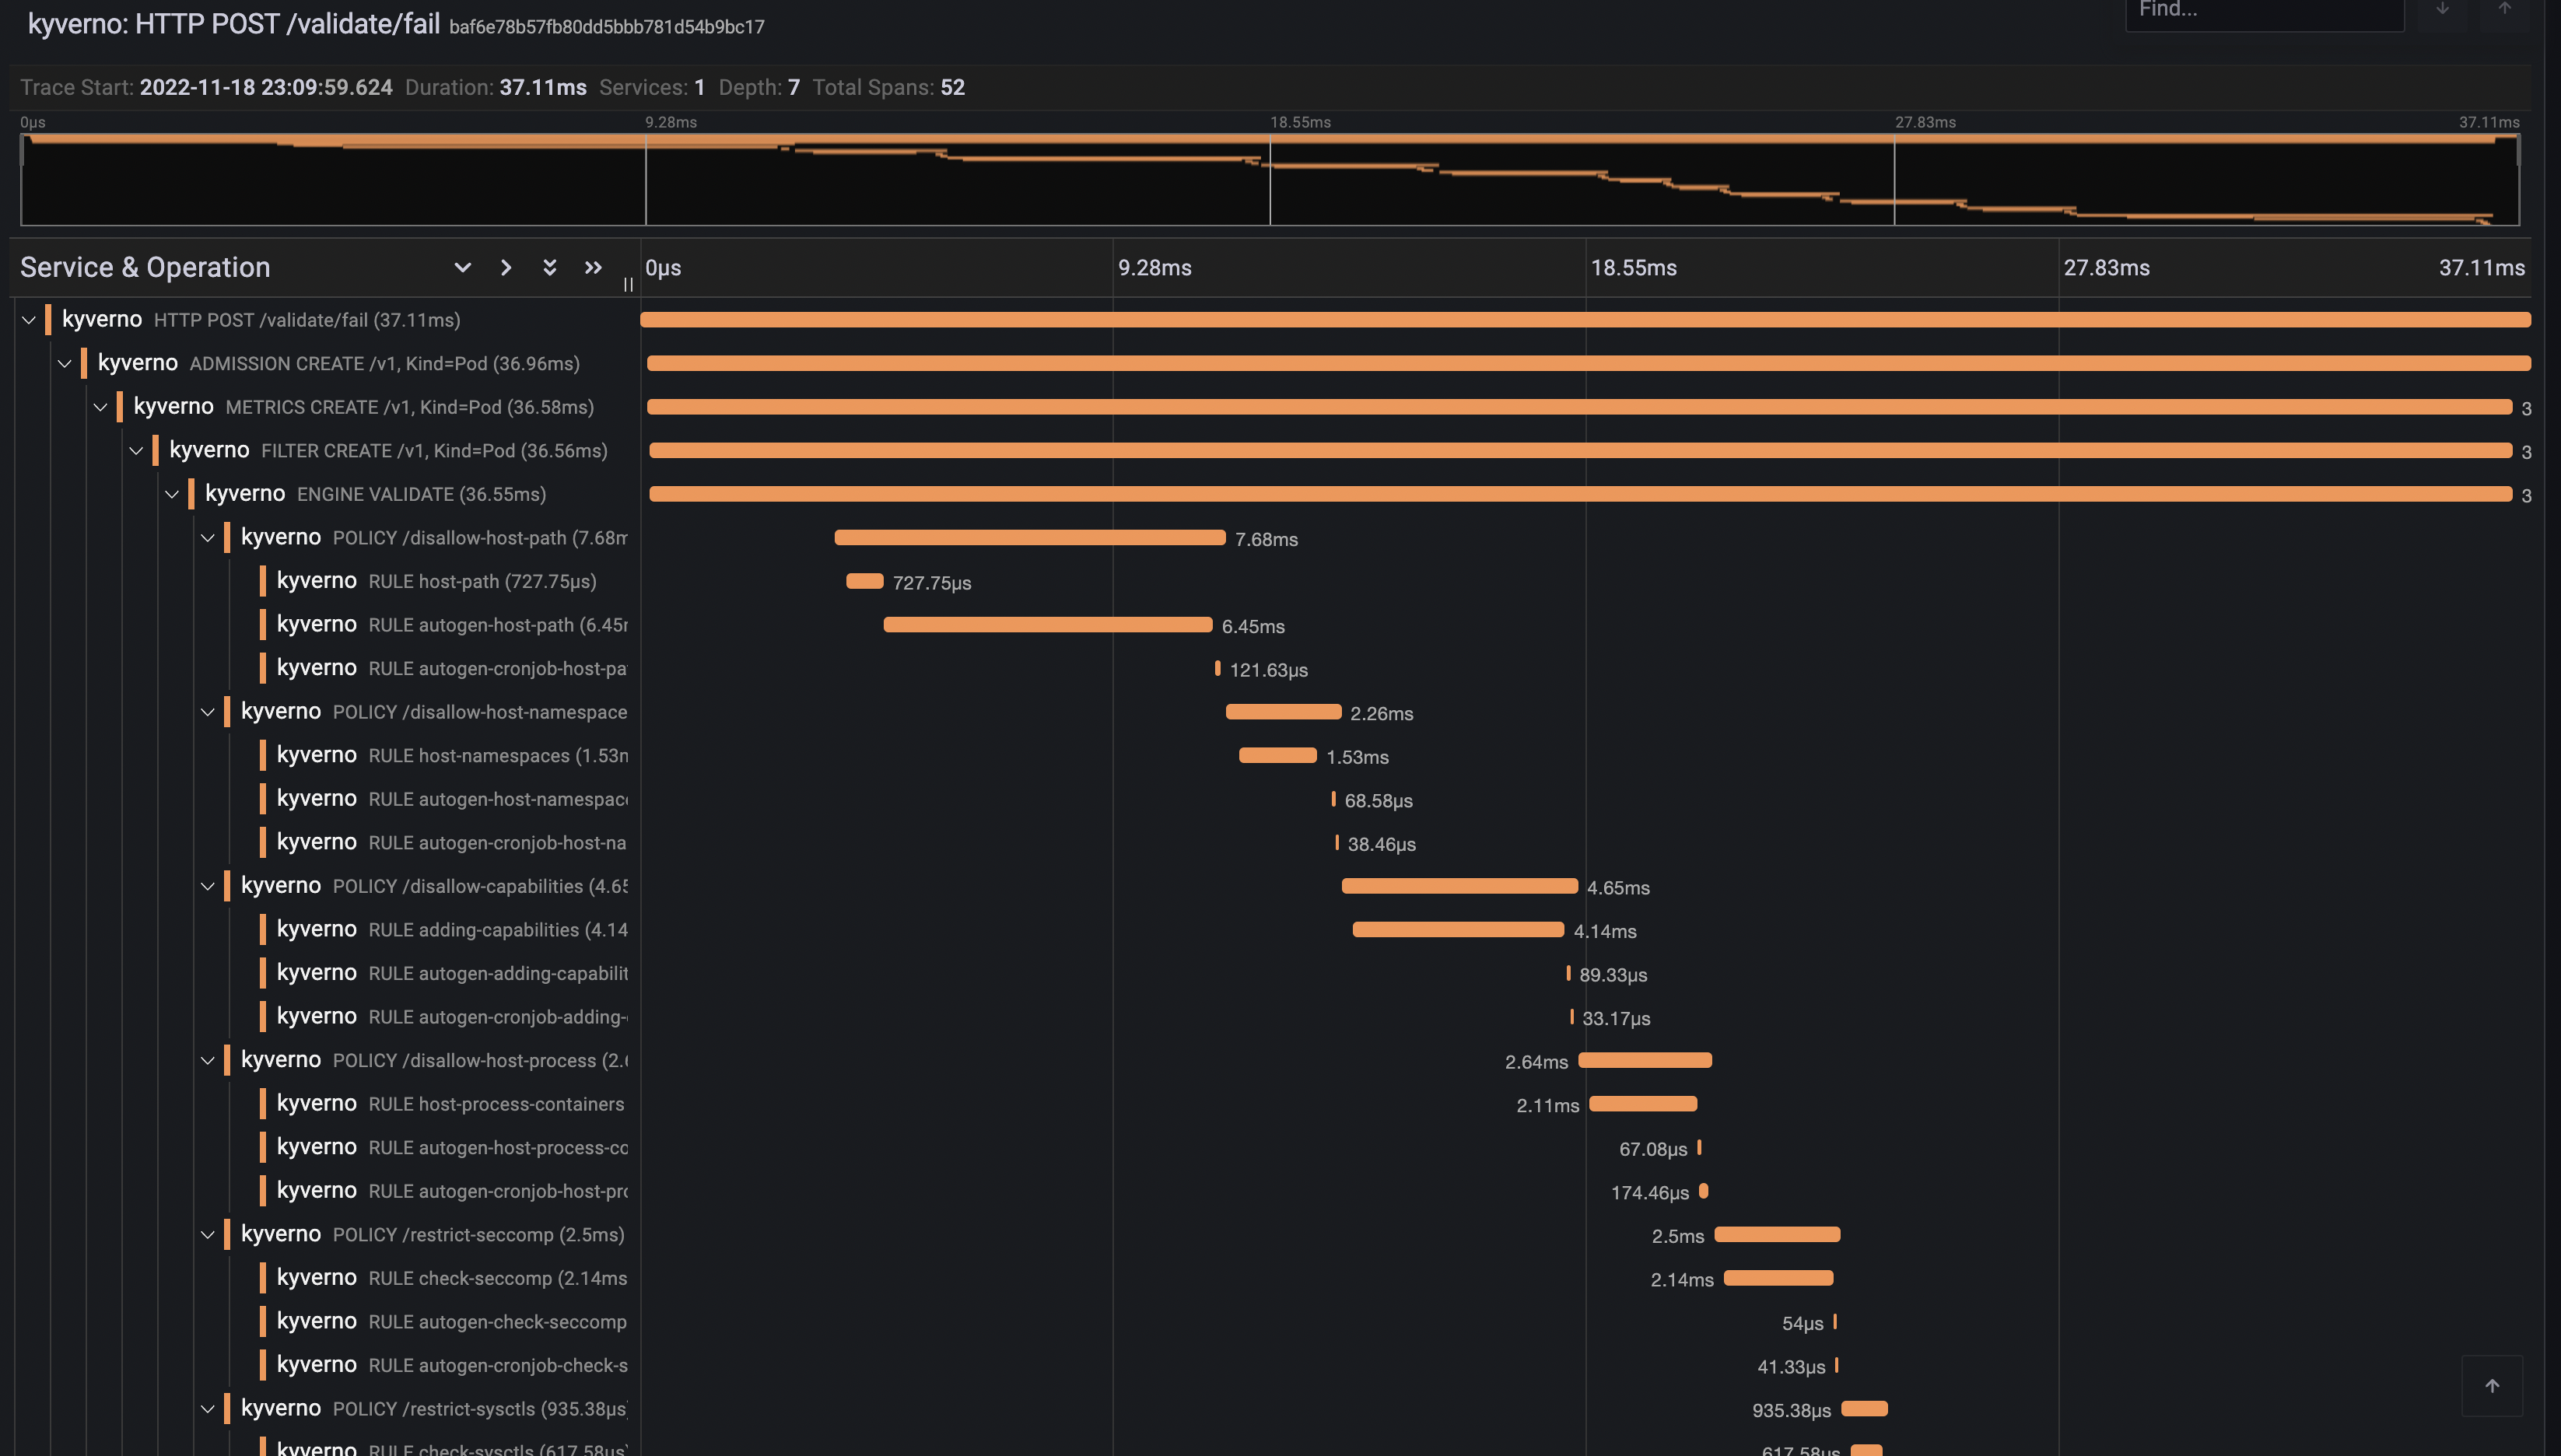 kyverno: HTTP POST /validate/fail baf6e78b57fb80dd5bbb781d54b9bc17
Find...
Trace Start: 2022-11-18 23:09:59.624 Duration: 37.11ms Services: 1 Depth: 7 Total Spans: 52
0μs 9.28ms 18.55ms 27.83ms 37.11ms
Service & Operation 0μs 9.28ms 18.55ms 27.83ms 37.11ms
kyverno HTTP POST /validate/fail (37.11ms)
kyverno ADMISSION CREATE /v1, Kind=Pod (36.96ms)
kyverno METRICS CREATE /v1, Kind=Pod (36.58ms) 3
kyverno FILTER CREATE /v1, Kind=Pod (36.56ms) 3
kyverno ENGINE VALIDATE (36.55ms) 3
kyverno POLICY /disallow-host-path (7.68m 7.68ms
kyverno RULE host-path (727.75μs) 727.75μs
kyverno RULE autogen-host-path (6.45 6.45ms
kyverno RULE autogen-cronjob-host-pa 121.63μs
kyverno POLICY /disallow-host-namespace 2.26ms
kyverno RULE host-namespaces (1.53 1.53ms
kyverno RULE autogen-host-namespac 68.58μs
kyverno RULE autogen-cronjob-host-na 38.46μs
kyverno POLICY /disallow-capabilities (4.65 4.65ms
kyverno RULE adding-capabilities (4.14 4.14ms
kyverno RULE autogen-adding-capabilit 89.33μs
kyverno RULE autogen-cronjob-adding- 33.17μs
kyverno POLICY /disallow-host-process (2. 2.64ms
kyverno RULE host-process-containers 2.11ms
kyverno RULE autogen-host-process-co 67.08μs
kyverno RULE autogen-cronjob-host-pro 174.46μs
kyverno POLICY /restrict-seccomp (2.5ms) 2.5ms
kyverno RULE check-seccomp (2.14ms 2.14ms
kyverno RULE autogen-check-seccomp 54μs
kyverno RULE autogen-cronjob-check-s 41.33μs
kyverno POLICY /restrict-sysctls (935.38μs) 935.38μs
kyverno RULE check-sysctls (617.58μs) 617.58μs